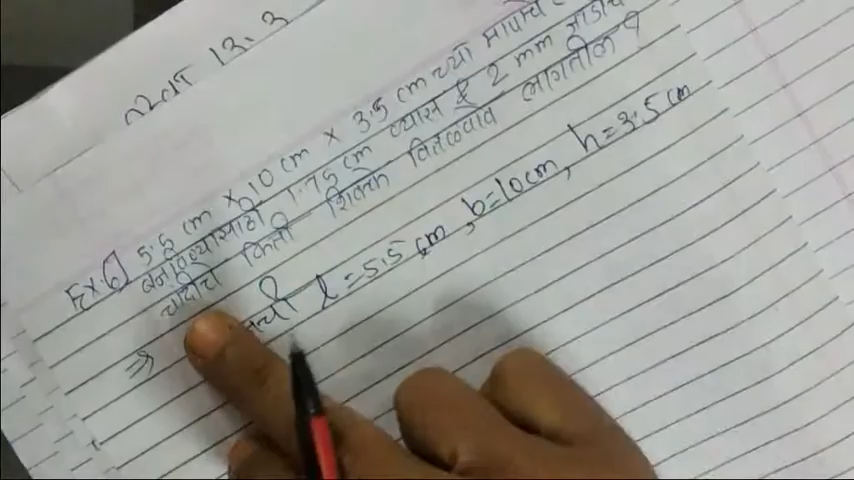 13.3
Ex.6] 5.5 cm × 10 cm × 3.5 cm च्या मापाचे
बनविण्यासाठी 1.75 cm व्यास व 2 mm जाडीचे
चांदीचे किती शिक्के वितळवावे लागतील ?
⇒ l = 5.5 cm, b = 10 cm, h = 3.5 cm